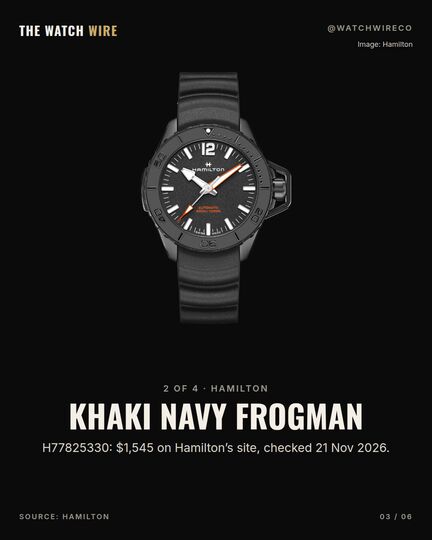 THE WATCH WIRE
@WATCHWIRECO
Image: Hamilton
12
HAMILTON
AUTOMATIC
2 OF 4 · HAMILTON
KHAKI NAVY FROGMAN
H77825330: $1,545 on Hamilton’s site, checked 21 Nov 2026.
SOURCE: HAMILTON
03 / 06